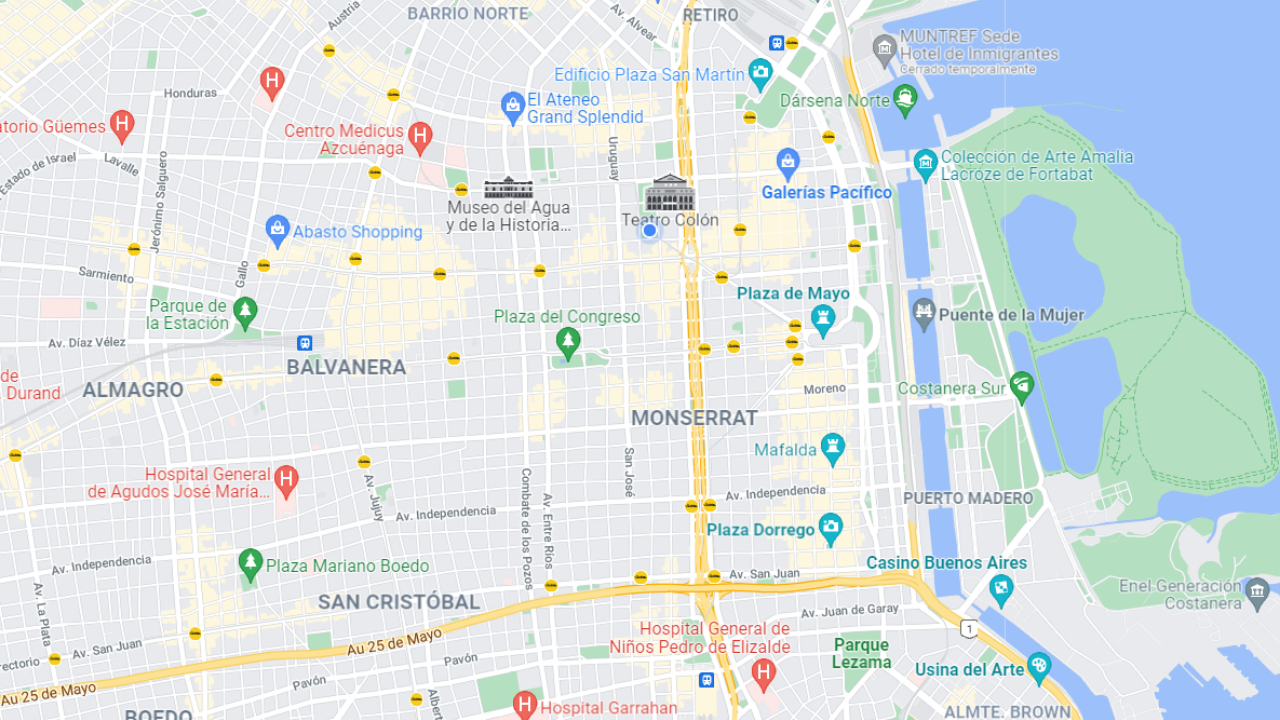 Austria
BARRIO NORTE
Av. Alvear
RETIRO
MUNTREF Sede
Hotel de Inmigrantes
Cerrado temporalmente
Edificio Plaza San Martín
Honduras
H
El Ateneo
Grand Splendid
Dársena Norte
atorio Güemes
H
Centro Medicus
Azcuénaga
H
Estado de Israel
Lavalle
Jerónimo Salguero
Uruguay
Colección de Arte Amalia
Lacroze de Fortabat
Galerías Pacífico
Museo del Agua
y de la Historia...
Teatro Colón
Abasto Shopping
Gallo
Sarmiento
Plaza de Mayo
Parque de
la Estación
Plaza del Congreso
Puente de la Mujer
Av. Díaz Vélez
BALVANERA
ALMAGRO
de
Durand
Moreno
Costanera Sur
MONSERRAT
Mafalda
San José
Hospital General
de Agudos José María...
H
Av. Jujuy
Combate de los Pozos
Av. Entre Ríos
Av. Independencia
Av. Independencia
PUERTO MADERO
Plaza Dorrego
Av. Independencia
Plaza Mariano Boedo
Av. San Juan
Casino Buenos Aires
Enel-Generación
Costanera
Av. La Plata
SAN CRISTÓBAL
Av. Juan de Garay
1
Au 25 de Mayo
Hospital General de
Niños Pedro de Elizalde
H
Parque
Lezama
Av. San Juan
rectorio
Pavón
Usina del Arte
Au 25 de Mayo
Pavón
Albert
H
Hospital Garrahan
BOEDO
ALMTE. BROWN